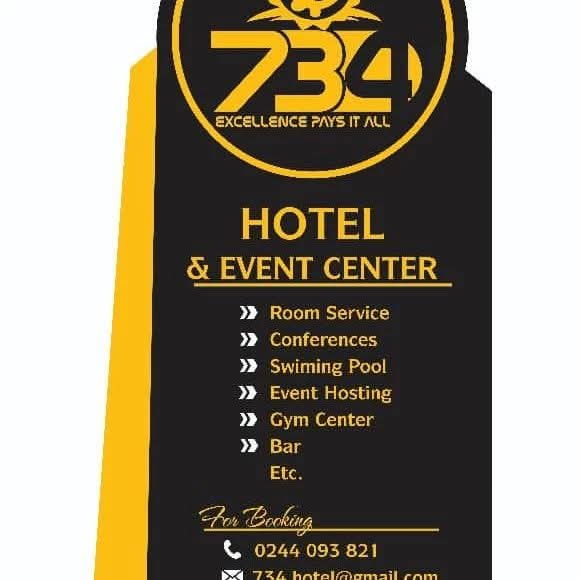 734
EXCELLENCE PAYS IT ALL
HOTEL
& EVENT CENTER
Room Service
Conferences
Swiming Pool
Event Hosting
Gym Center
Bar
Etc.
For Booking
0244 093 821
734.hotel@gmail.com